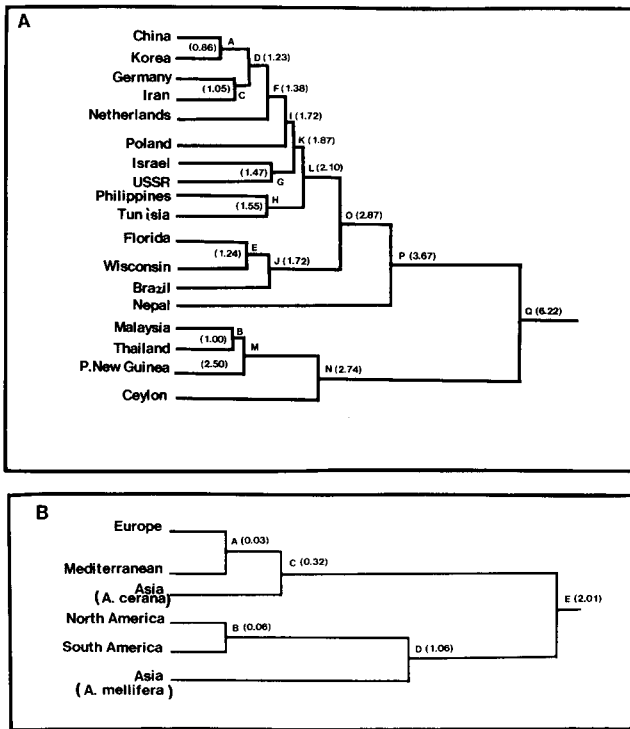 A
China
(0.86) A
Korea
D (1.23)
Germany
(1.05)
Iran C
F (1.38)
Netherlands
I (1.72)
Poland
K (1.87)
Israel
(1.47)
L (2.10)
USSR G
Philippines
(1.55) H
Tunisia
O (2.87)
Florida
(1.24) E
Wisconsin
J (1.72)
P (3.67)
Brazil
Nepal
Q (6.22)
Malaysia
(1.00) B
Thailand
M
(2.50)
P.New Guinea
N (2.74)
Ceylon
B
Europe
A (0.03)
C (0.32)
Mediterranean
Asia
(A. cerana)
E (2.01)
North America
B (0.06)
South America
D (1.06)
Asia
(A. mellifera)